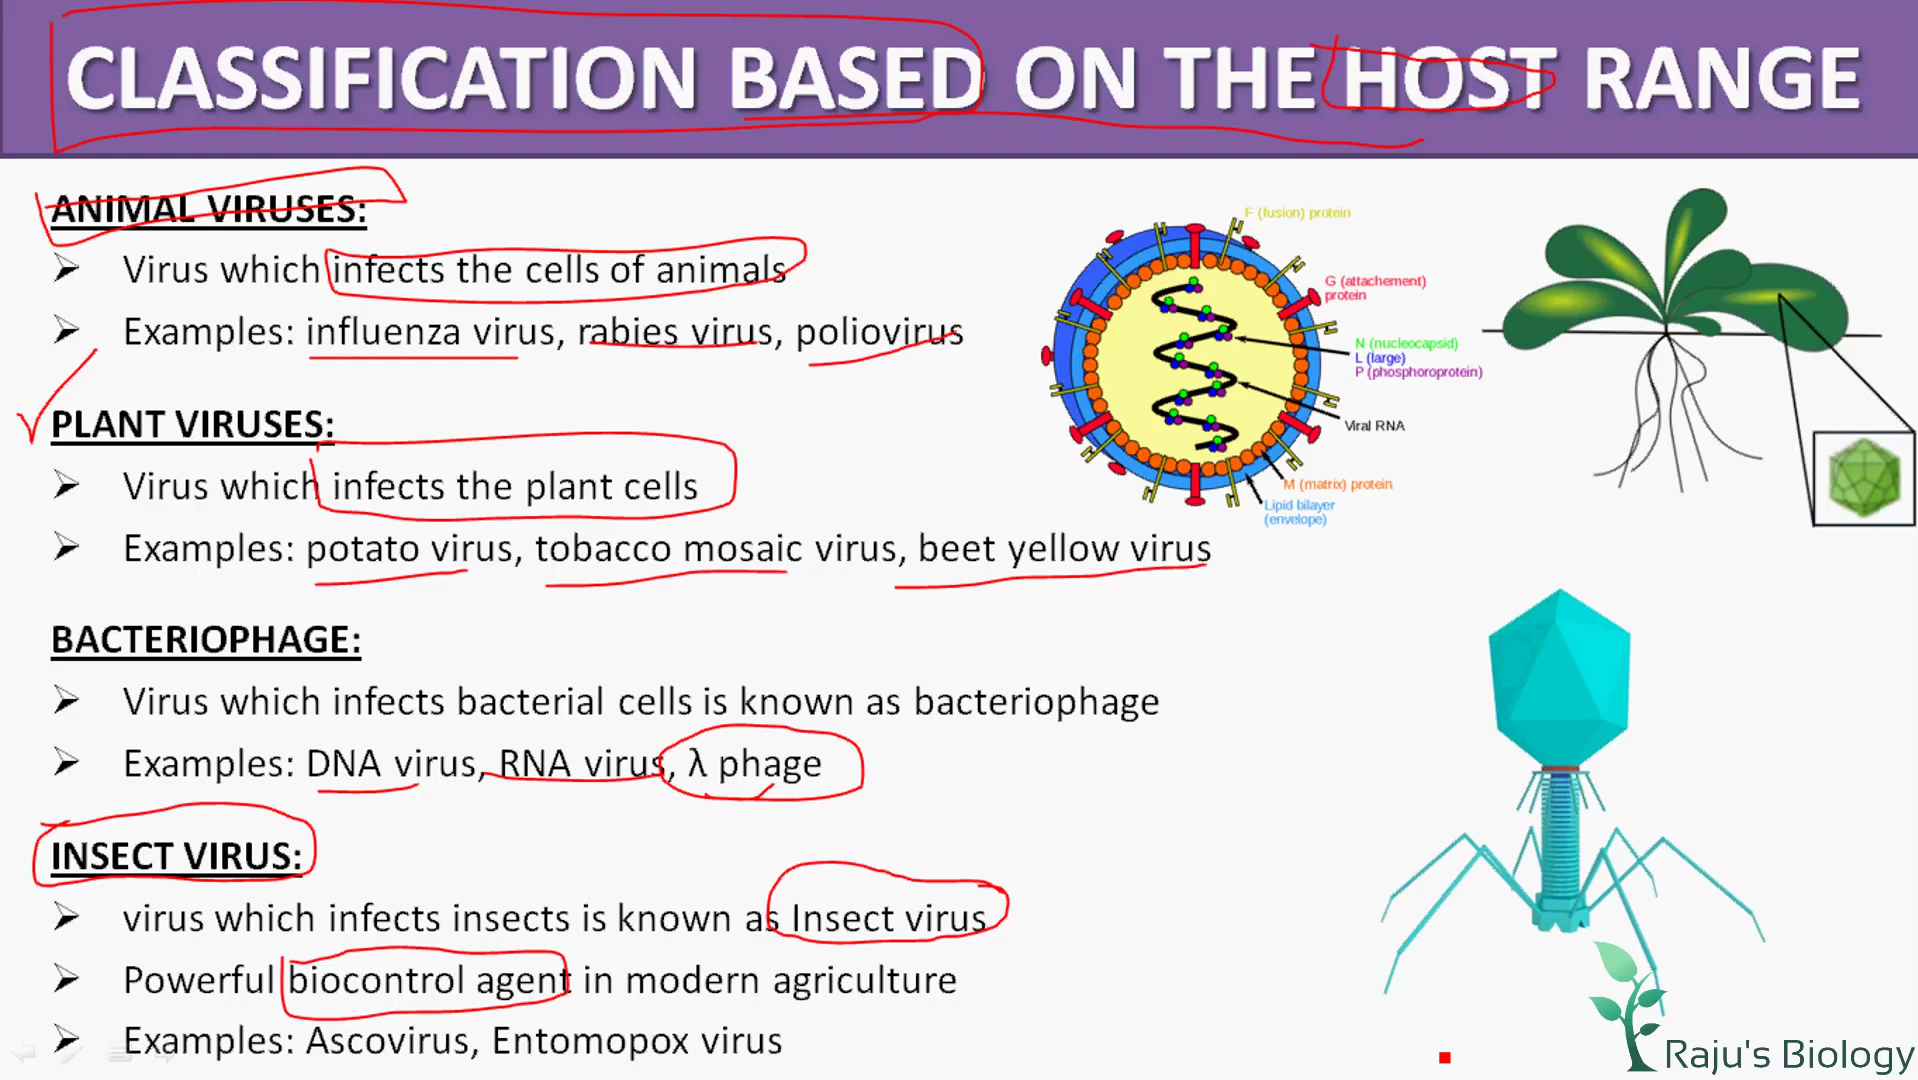 CLASSIFICATION BASED ON THE HOST RANGE
ANIMAL VIRUSES:
➢ Virus which infects the cells of animals
➢ Examples: influenza virus, rabies virus, poliovirus
PLANT VIRUSES:
➢ Virus which infects the plant cells
➢ Examples: potato virus, tobacco mosaic virus, beet yellow virus
BACTERIOPHAGE:
➢ Virus which infects bacterial cells is known as bacteriophage
➢ Examples: DNA virus, RNA virus, λ phage
INSECT VIRUS:
➢ virus which infects insects is known as Insect virus
➢ Powerful biocontrol agent in modern agriculture
➢ Examples: Ascovirus, Entomopox virus
F (fusion) protein
G (attachement)
protein
N (nucleocapsid)
L (large)
P (phosphoroprotein)
Viral RNA
M (matrix) protein
Lipid bilayer
(envelope)
Raju's Biology